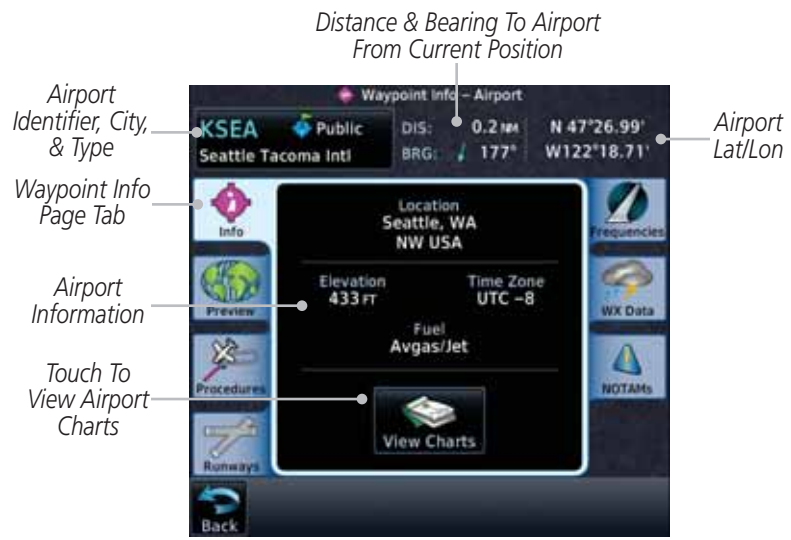 Distance & Bearing To Airport
From Current Position
Airport
Identifier, City,
& Type
Waypoint Info – Airport
KSEA Public
Seattle Tacoma Intl
DIS: 0.2 NM
BRG: 177°
N 47°26.99'
W122°18.71'
Airport
Lat/Lon
Waypoint Info
Page Tab
Info
Location
Seattle, WA
NW USA
Frequencies
Airport
Information
Preview
Elevation
433 FT
Time Zone
UTC –8
WX Data
Fuel
Avgas/Jet
Touch To
View Airport
Charts
Procedures
NOTAMs
View Charts
Runways
Back